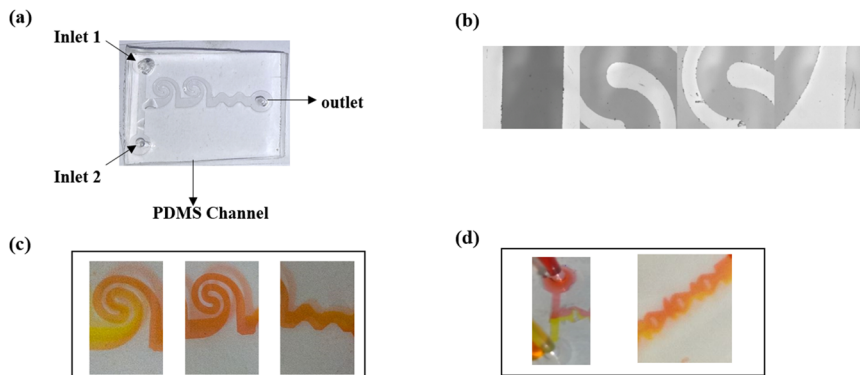 (a)
Inlet 1
outlet
Inlet 2
PDMS Channel
(b)
(c)
(d)